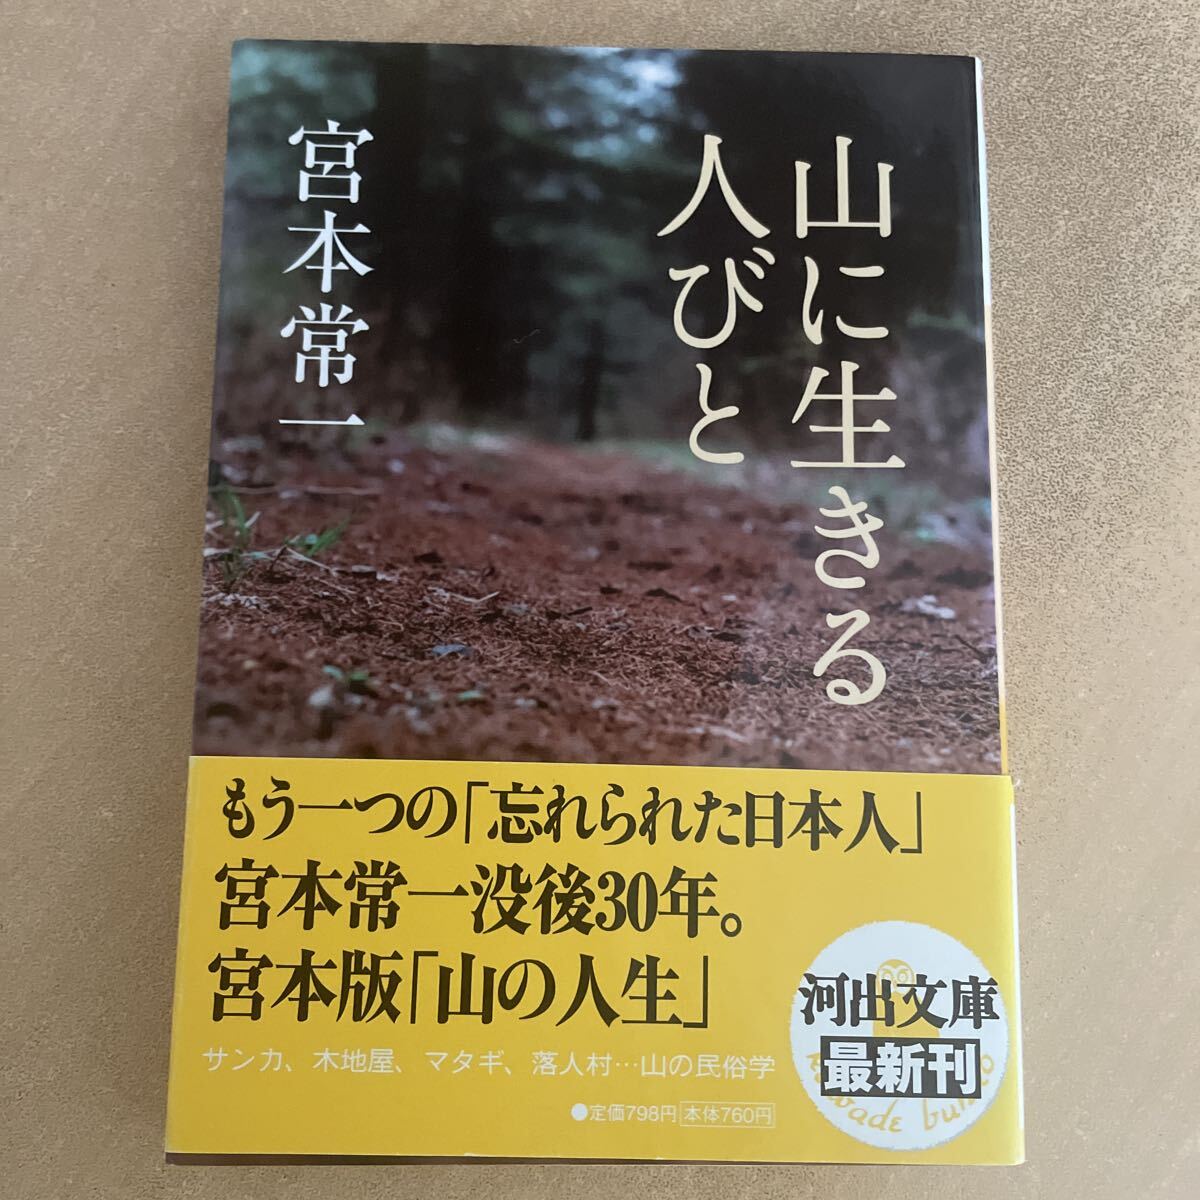 山に生きる
人びと
宮本常一
もう一つの「忘れられた日本人」
宮本常一没後30年。
宮本版「山の人生」
サンカ、木地屋、マタギ、落人村…山の民俗学
●定価798円 本体760円
河出文庫
最新刊